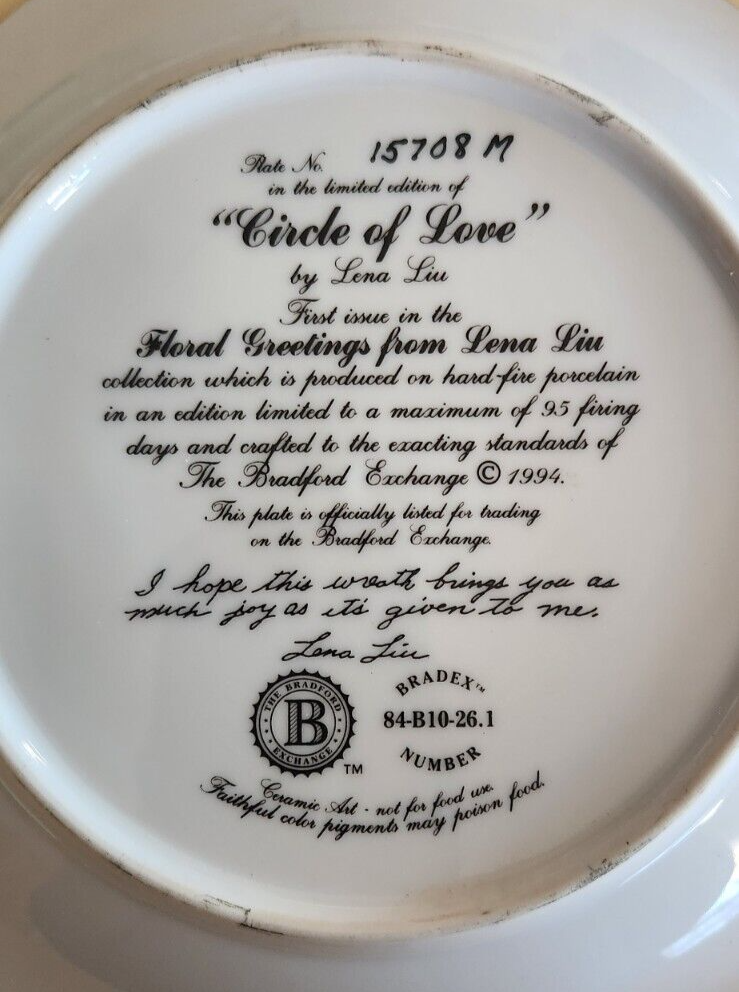 Plate No. 15708 M
in the limited edition of
“Circle of Love”
by Lena Liu
First issue in the
Floral Greetings from Lena Liu
collection which is produced on hard-fire porcelain
in an edition limited to a maximum of 95 firing
days and crafted to the exacting standards of
The Bradford Exchange © 1994.
This plate is officially listed for trading
on the Bradford Exchange.
I hope this wreath brings you as
much joy as it's given to me.
Lena Liu
THE BRADFORD
B
EXCHANGE
TM
BRADEX™
84-B10-26.1
NUMBER
Ceramic Art - not for food use.
Faithful color pigments may poison food.